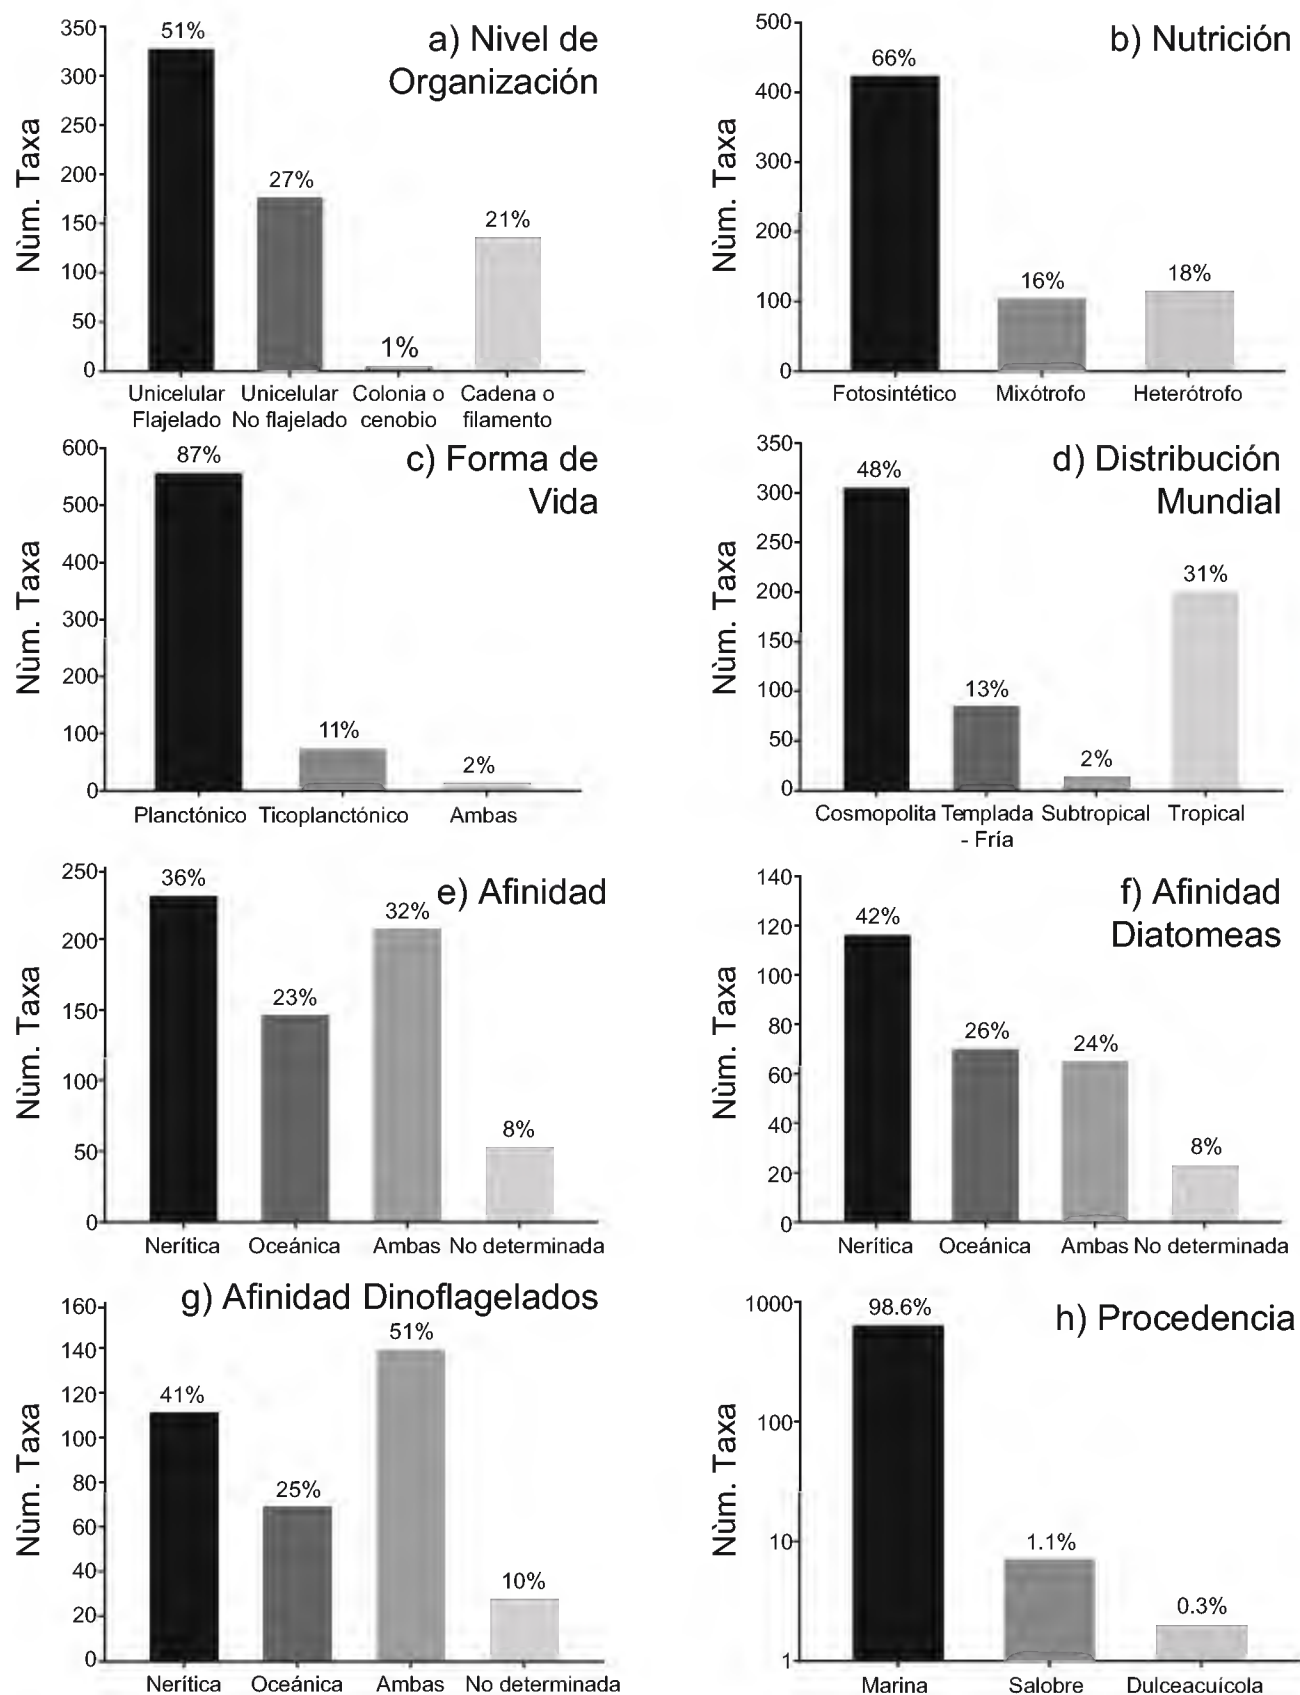 a) Nivel de
Organización
Nùm. Taxa
350
300
250
200
150
100
50
0
51%
27%
1%
21%
Unicelular Unicelular Colonia o Cadena o
Flajelado No flajelado cenobio filamento
b) Nutrición
Nùm. Taxa
500
400
300
200
100
0
66%
16%
18%
Fotosintético Mixótrofo Heterótrofo
c) Forma de
Vida
Nùm. Taxa
600
500
400
300
200
100
0
87%
11%
2%
Planctónico Ticoplanctónico Ambas
d) Distribución
Mundial
Nùm. Taxa
350
300
250
200
150
100
50
0
48%
13%
2%
31%
Cosmopolita Templada Subtropical Tropical
- Fría
e) Afinidad
Nùm. Taxa
250
200
150
100
50
0
36%
23%
32%
8%
Nerítica Oceánica Ambas No determinada
f) Afinidad
Diatomeas
Nùm. Taxa
140
120
100
80
60
40
20
0
42%
26%
24%
8%
Nerítica Oceánica Ambas No determinada
g) Afinidad Dinoflagelados
Nùm. Taxa
160
140
120
100
80
60
40
20
0
41%
25%
51%
10%
Nerítica Oceánica Ambas No determinada
h) Procedencia
Nùm. Taxa
1000
100
10
1
98.6%
1.1%
0.3%
Marina Salobre Dulceacuícola